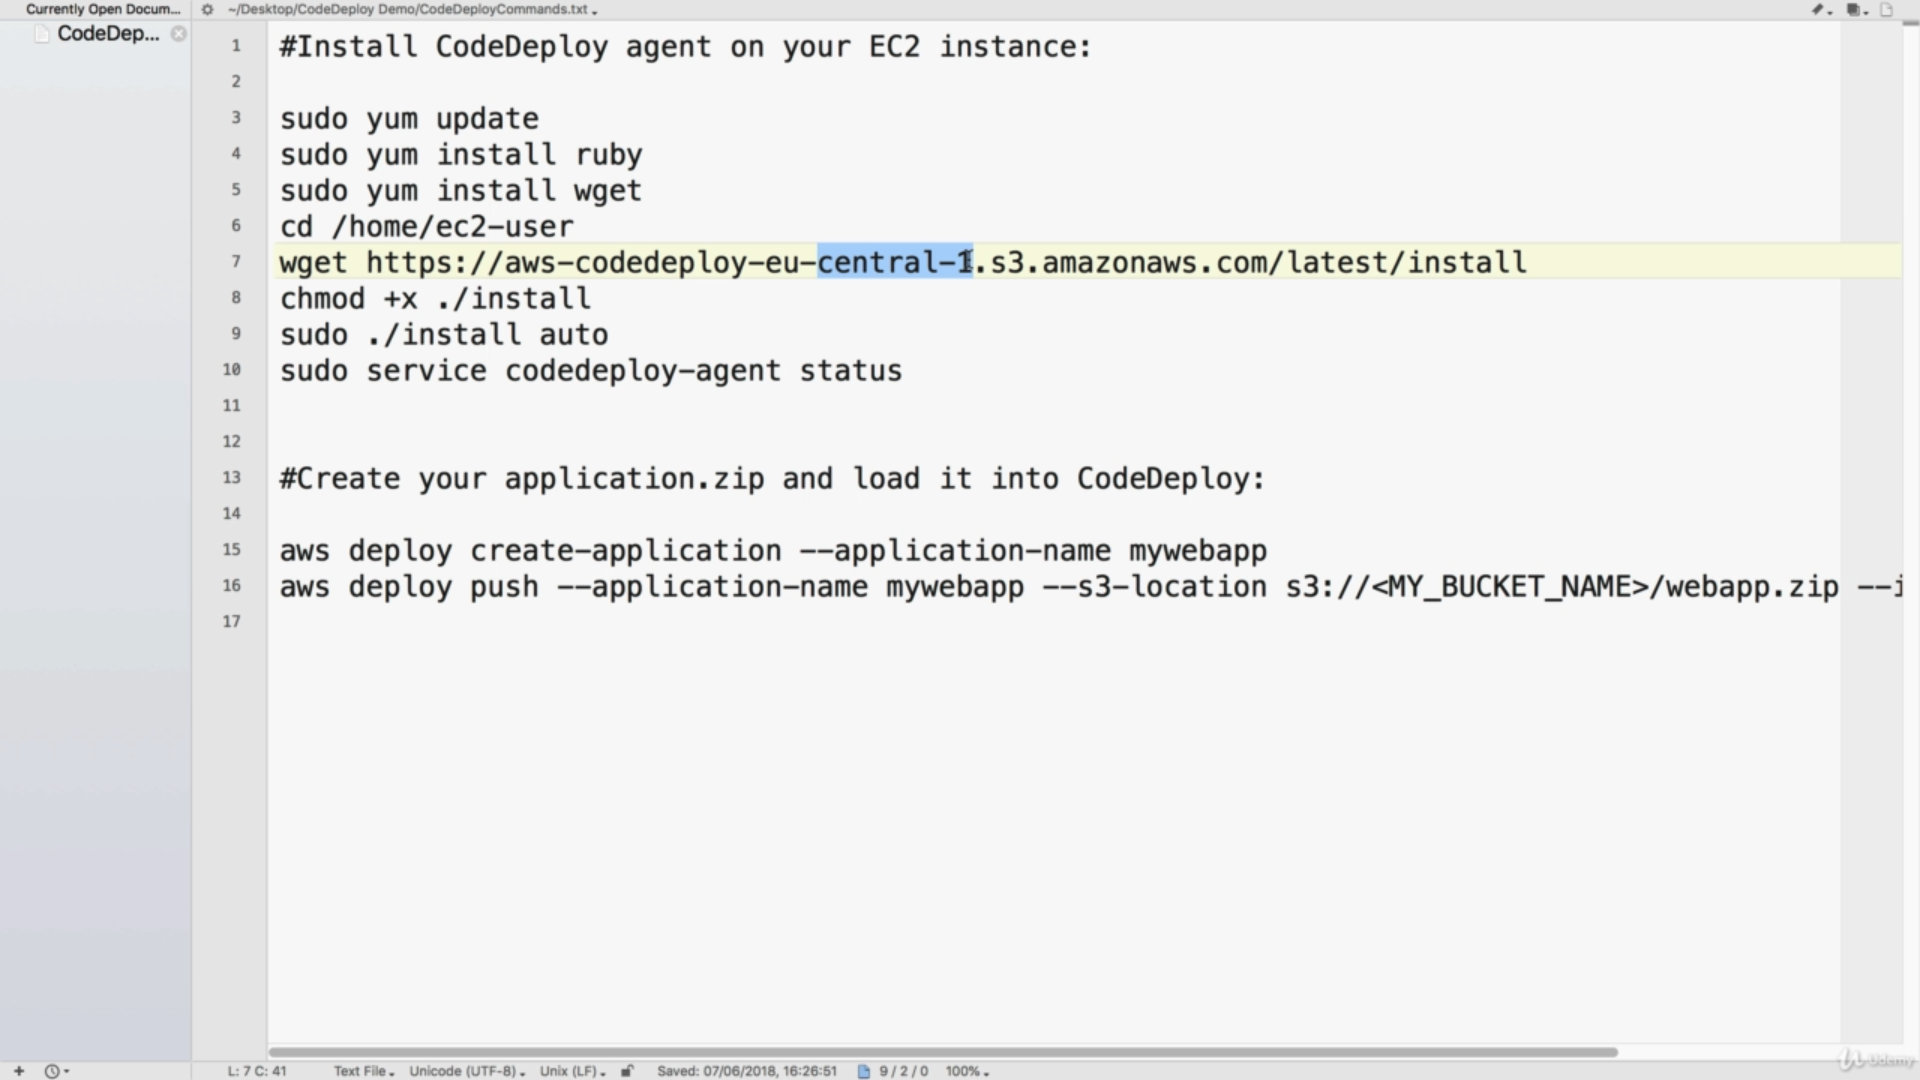 Currently Open Docum... ~/Desktop/CodeDeploy Demo/CodeDeployCommands.txt
CodeDep...
1 #Install CodeDeploy agent on your EC2 instance:
2
3 sudo yum update
4 sudo yum install ruby
5 sudo yum install wget
6 cd /home/ec2-user
7 wget https://aws-codedeploy-eu-central-1.s3.amazonaws.com/latest/install
8 chmod +x ./install
9 sudo ./install auto
10 sudo service codedeploy-agent status
11
12
13 #Create your application.zip and load it into CodeDeploy:
14
15 aws deploy create-application --application-name mywebapp
16 aws deploy push --application-name mywebapp --s3-location s3://<MY_BUCKET_NAME>/webapp.zip --i
17
L: 7 C: 41 Text File Unicode (UTF-8) Unix (LF) Saved: 07/06/2018, 16:26:51 9 / 2 / 0 100%
Udemy